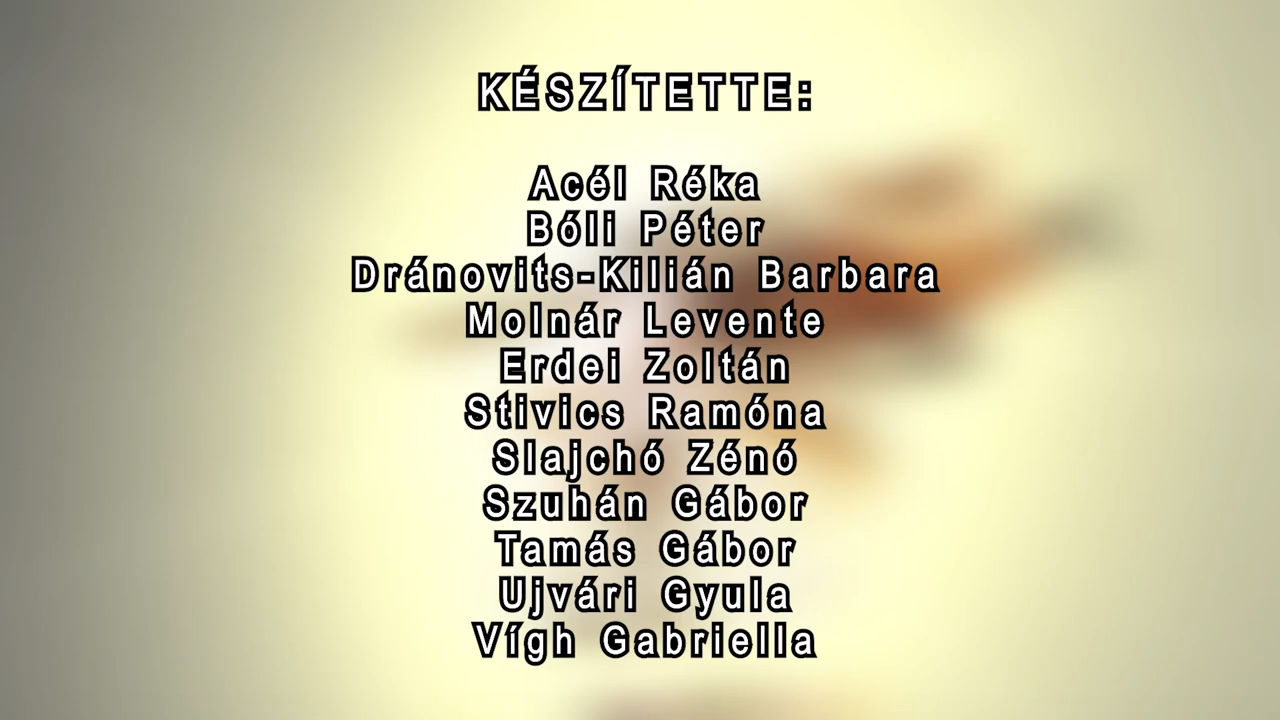 KÉSZÍTETTE:
Acél Réka
Bóli Péter
Dránovits-Kilián Barbara
Molnár Levente
Erdei Zoltán
Stivics Ramóna
Slajchó Zénó
Szuhán Gábor
Tamás Gábor
Ujvári Gyula
Vígh Gabriella